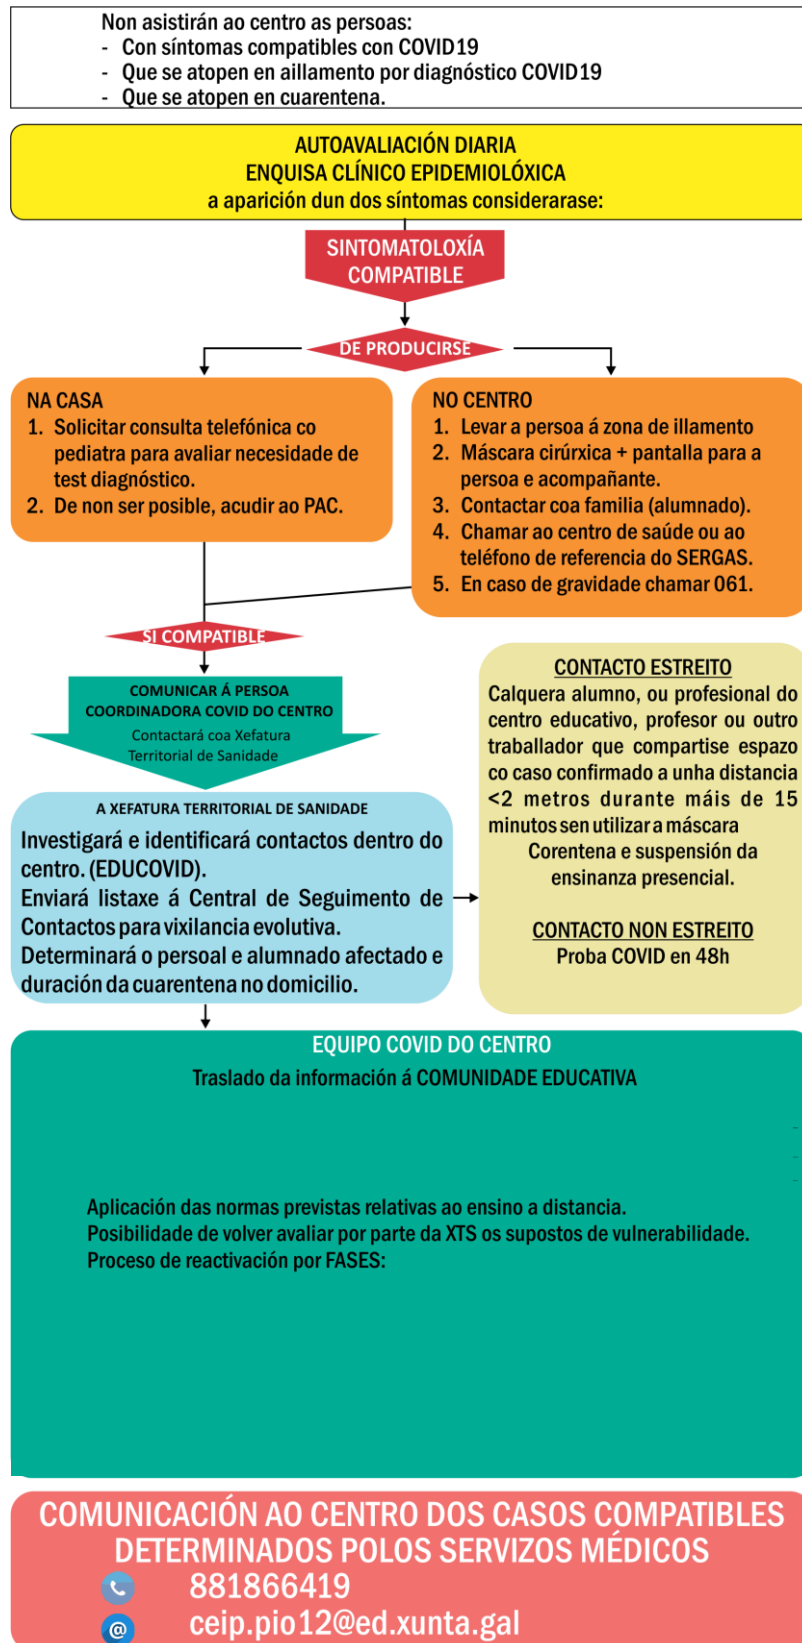 Non asistirán ao centro as persoas:
- Con síntomas compatibles con COVID19
- Que se atopen en aillamento por diagnóstico COVID19
- Que se atopen en cuarentena.
AUTOAVALIACIÓN DIARIA
ENQUISA CLÍNICO EPIDEMIOLÓXICA
a aparición dun dos síntomas considerarase:
SINTOMATOLOXÍA
COMPATIBLE
DE PRODUCIRSE
NA CASA
1. Solicitar consulta telefónica co
pediatra para avaliar necesidade de
test diagnóstico.
2. De non ser posible, acudir ao PAC.
NO CENTRO
1. Levar a persoa á zona de illamento
2. Máscara cirúrxica + pantalla para a
persoa e acompañante.
3. Contactar coa familia (alumnado).
4. Chamar ao centro de saúde ou ao
teléfono de referencia do SERGAS.
5. En caso de gravidade chamar 061.
SI COMPATIBLE
COMUNICAR Á PERSOA
COORDINADORA COVID DO CENTRO
Contactará coa Xefatura
Territorial de Sanidade
A XEFATURA TERRITORIAL DE SANIDADE
Investigará e identificará contactos dentro do
centro. (EDUCOVID).
Enviará listaxe á Central de Seguimento de
Contactos para vixilancia evolutiva.
Determinará o persoal e alumnado afectado e
duración da cuarentena no domicilio.
CONTACTO ESTREITO
Calquera alumno, ou profesional do
centro educativo, profesor ou outro
traballador que compartise espazo
co caso confirmado a unha distancia
<2 metros durante máis de 15
minutos sen utilizar a máscara
Corentena e suspensión da
ensinanza presencial.
CONTACTO NON ESTREITO
Proba COVID en 48h
EQUIPO COVID DO CENTRO
Traslado da información á COMUNIDADE EDUCATIVA
Aplicación das normas previstas relativas ao ensino a distancia.
Posibilidade de volver avaliar por parte da XTS os supostos de vulnerabilidade.
Proceso de reactivación por FASES:
COMUNICACIÓN AO CENTRO DOS CASOS COMPATIBLES
DETERMINADOS POLOS SERVIZOS MÉDICOS
881866419
@ ceip.pio12@ed.xunta.gal